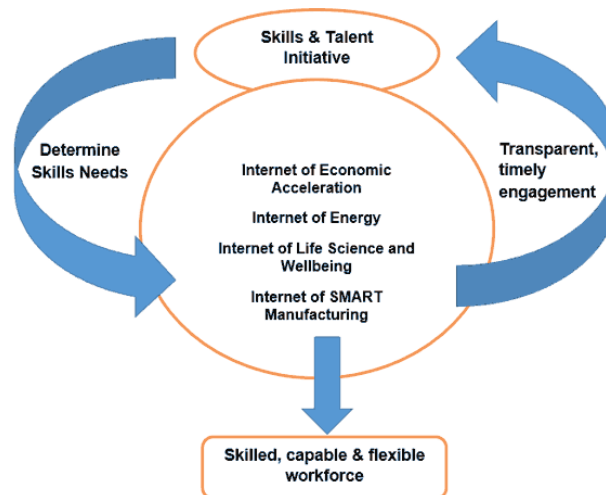 Skills & Talent
Initiative
Determine
Skills Needs
Transparent,
timely
engagement
Internet of Economic
Acceleration
Internet of Energy
Internet of Life Science and
Wellbeing
Internet of SMART
Manufacturing
Skilled, capable & flexible
workforce